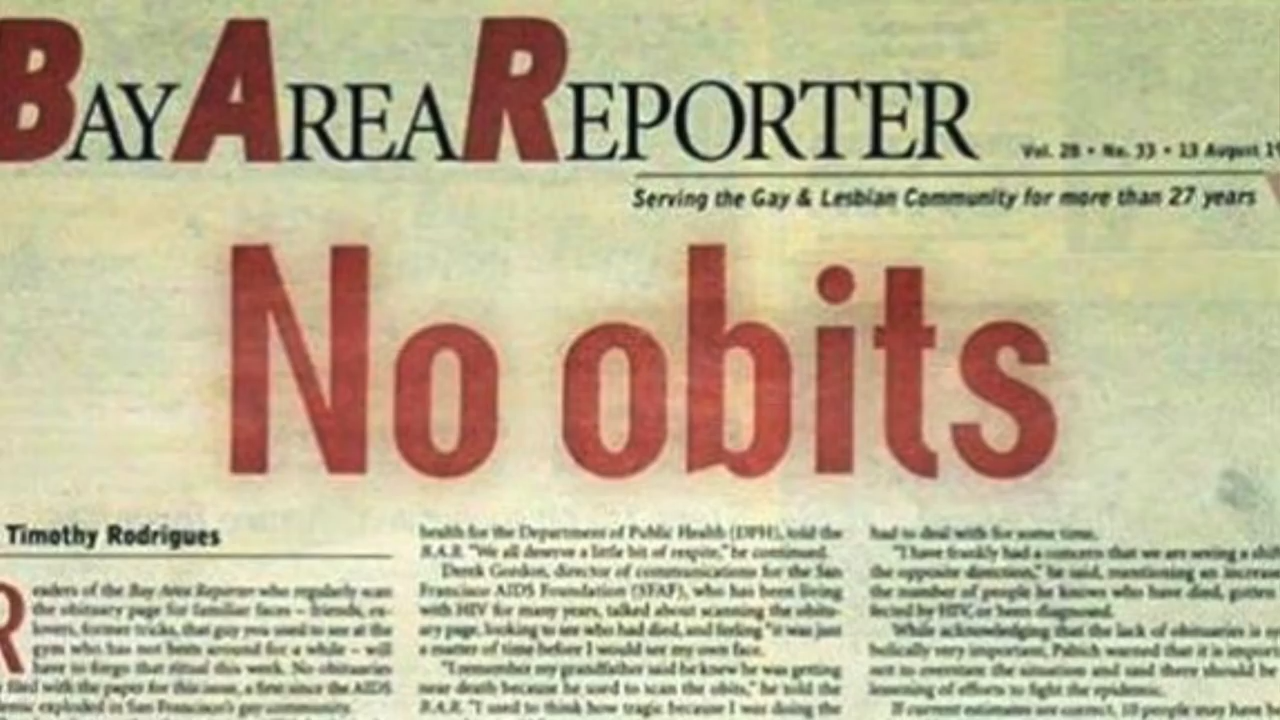 BAY AREA REPORTER
Vol. 28 • No. 33 • 13 August 19
Serving the Gay & Lesbian Community for more than 27 years
No obits
Timothy Rodrigues
Readers of the Bay Area Reporter who regularly scan
the obituary page for familiar faces – friends, ex-
lovers, former tricks, that guy you used to see at the
gym who has not been around for a while – will
have to forgo that ritual this week. No obituaries
filed with the paper for this issue, a first since the AIDS
demic exploded in San Francisco's gay community.
health for the Department of Public Health (DPH), told the
B.A.R. "We all deserve a little bit of respite," he continued.
Derek Gordon, director of communications for the San
Francisco AIDS Foundation (SFAF), who has been living
with HIV for many years, talked about scanning the obitu-
ary page, looking to see who had died, and feeling "it was just
a matter of time before I would see my own face.
"I remember my grandfather said he knew he was getting
near death because he used to scan the obits," he told the
B.A.R. "I used to think how tragic because I was doing the
had to deal with for some time.
"I have frankly had a concern that we are seeing a shif
the opposite direction," he said, mentioning an increase
the number of people he knows who have died, gotten
fected by HIV, or been diagnosed.
While acknowledging that the lack of obituaries is sy
bolically very important, Paltich warned that it is import
not to overstate the situation and said there should be
lessening of efforts to fight the epidemic.
If current estimates are correct, 10 people may have be